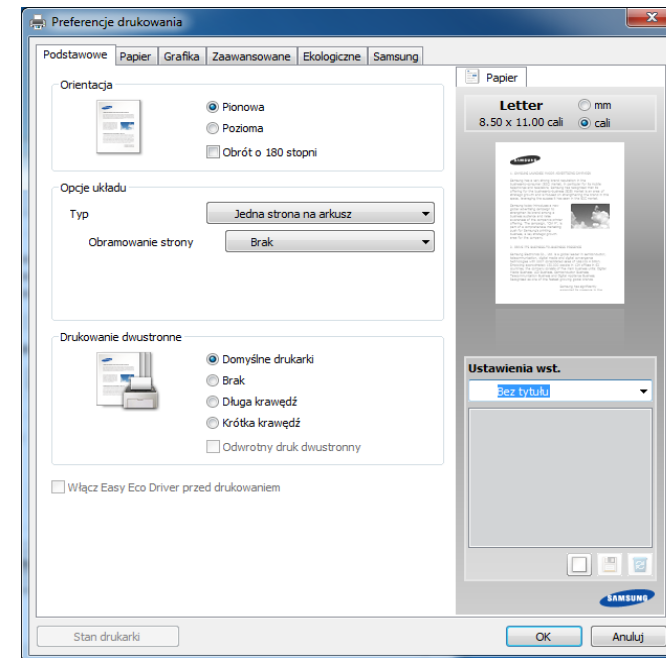 Preferencje drukowania
Podstawowe Papier Grafika Zaawansowane Ekologiczne Samsung
Orientacja
Pionowa
Pozioma
Obrót o 180 stopni
Opcje układu
Typ Jedna strona na arkusz
Obramowanie strony Brak
Drukowanie dwustronne
Domyślne drukarki
Brak
Długa krawędź
Krótka krawędź
Odwrotny druk dwustronny
Włącz Easy Eco Driver przed drukowaniem
Papier
Letter mm
8.50 x 11.00 cali cali
Ustawienia wst.
Bez tytułu
SAMSUNG
Stan drukarki OK Anuluj